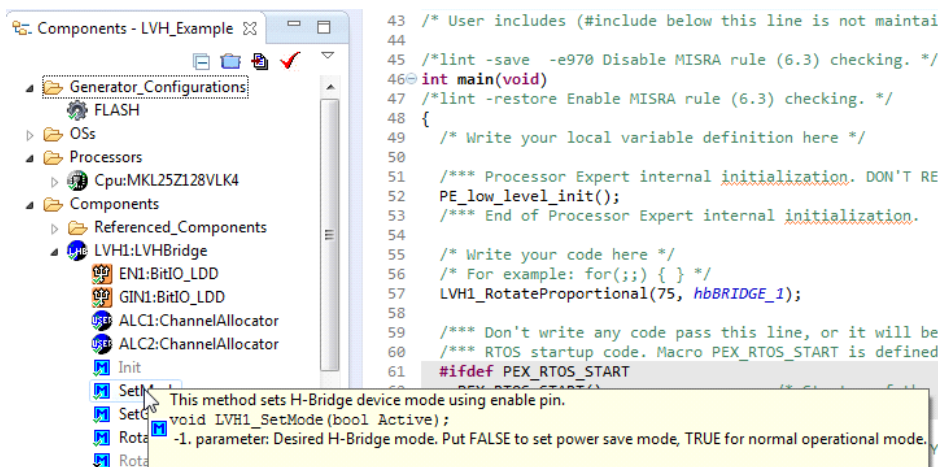 Components - LVH_Example
Generator_Configurations
FLASH
OSs
Processors
Cpu:MKL25Z128VLK4
Components
Referenced_Components
LVH1:LVHBridge
EN1:BitIO_LDD
GIN1:BitIO_LDD
ALC1:ChannelAllocator
ALC2:ChannelAllocator
Init
43 /* User includes (#include below this line is not maintai
44
45 /*lint -save -e970 Disable MISRA rule (6.3) checking. */
46 int main(void)
47 /*lint -restore Enable MISRA rule (6.3) checking. */
48 {
49 /* Write your local variable definition here */
50
51 /*** Processor Expert internal initialization. DON'T RE
52 PE_low_level_init();
53 /*** End of Processor Expert internal initialization.
54
55 /* Write your code here */
56 /* For example: for(;;) { } */
57 LVH1_RotateProportional(75, hbBRIDGE_1);
58
59 /*** Don't write any code pass this line, or it will be
60 /*** RTOS startup code. Macro PEX_RTOS_START is defined
61 #ifdef PEX_RTOS_START
This method sets H-Bridge device mode using enable pin.
void LVH1_SetMode(bool Active);
-1. parameter: Desired H-Bridge mode. Put FALSE to set power save mode, TRUE for normal operational mode.
Rota
Rota